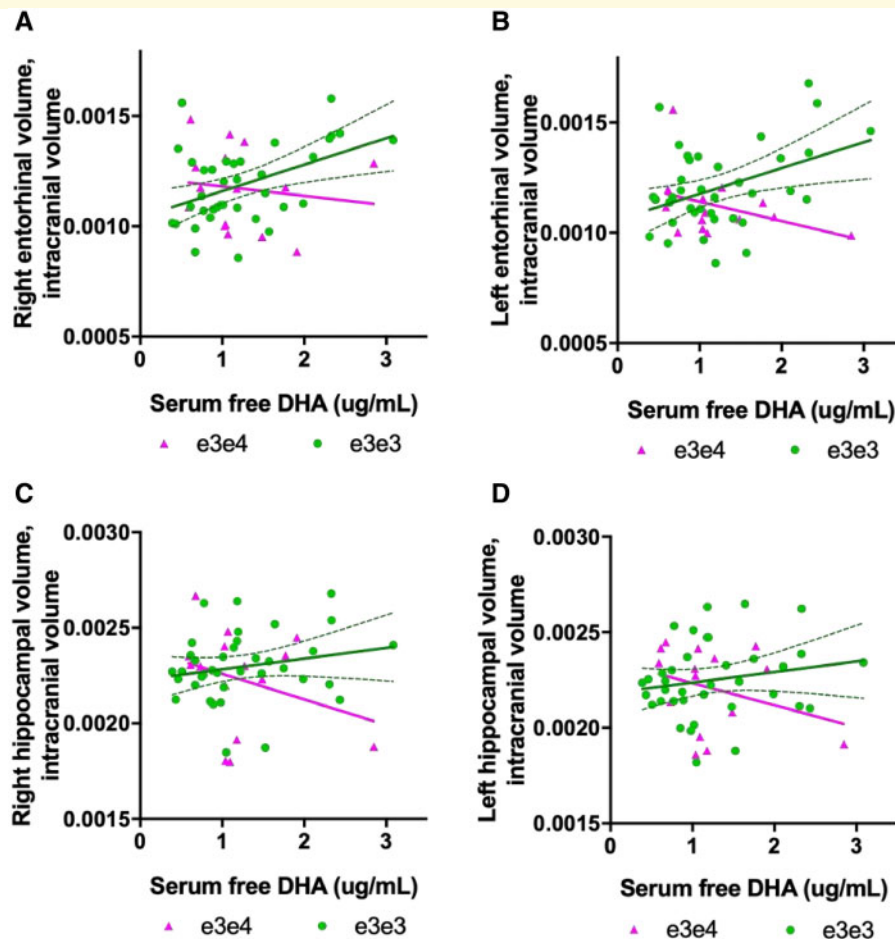 A
Right entorhinal volume,
intracranial volume
0.0015
0.0010
0.0005
0 1 2 3
Serum free DHA (ug/mL)
e3e4 e3e3
B
Left entorhinal volume,
intracranial volume
0.0015
0.0010
0.0005
0 1 2 3
Serum free DHA (ug/mL)
e3e4 e3e3
C
Right hippocampal volume,
intracranial volume
0.0030
0.0025
0.0020
0.0015
0 1 2 3
Serum free DHA (ug/mL)
e3e4 e3e3
D
Left hippocampal volume,
intracranial volume
0.0030
0.0025
0.0020
0.0015
0 1 2 3
Serum free DHA (ug/mL)
e3e4 e3e3